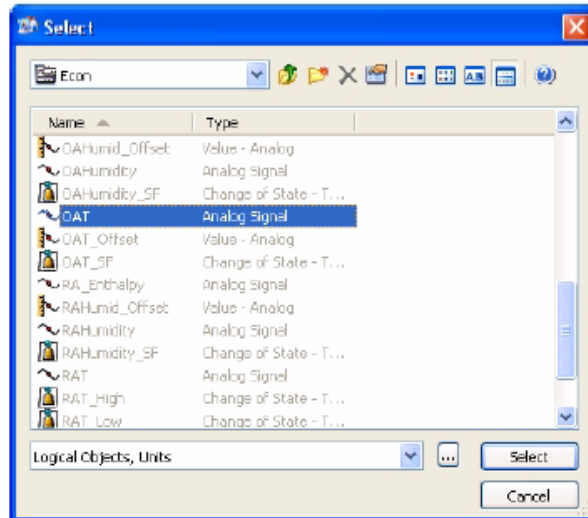 Select
Econ
Name Type
OAHumid_Offset Value - Analog
OAHumidity Analog Signal
OAHumidity_SF Change of State - T...
OAT Analog Signal
OAT_Offset Value - Analog
OAT_SF Change of State - T...
RA_Enthalpy Analog Signal
RAHumid_Offset Value - Analog
RAHumidity Analog Signal
RAHumidity_SF Change of State - T...
RAT Analog Signal
RAT_High Change of State - T...
RAT_Low Change of State - T...
Logical Objects, Units ... Select
Cancel